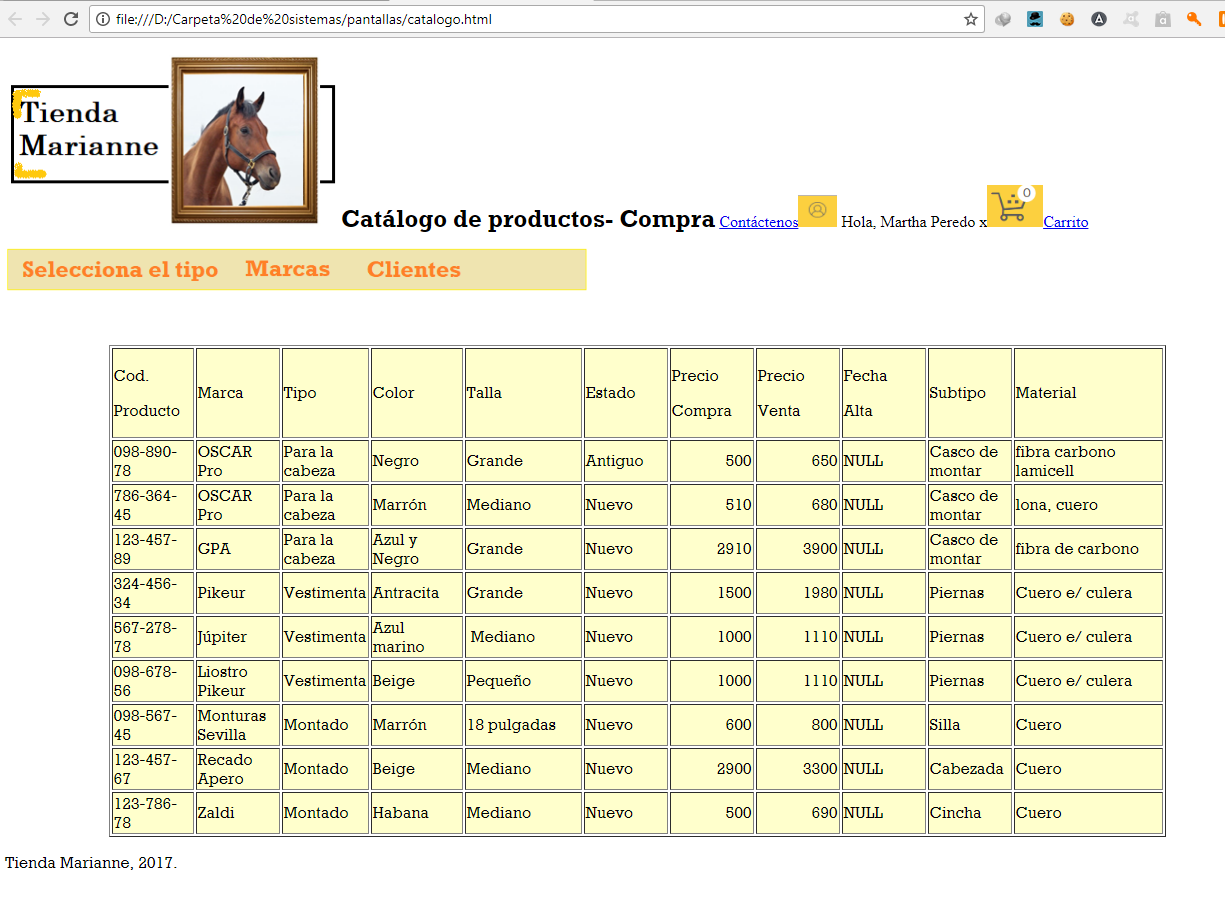 file:///D:/Carpeta%20de%20sistemas/pantallas/catalogo.html
Tienda
Marianne
Catálogo de productos- Compra Contáctenos Hola, Martha Peredo x 0 Carrito
Selecciona el tipo Marcas Clientes
Cod. Producto Marca Tipo Color Talla Estado Precio Compra Precio Venta Fecha Alta Subtipo Material
098-890-78 OSCAR Pro Para la cabeza Negro Grande Antiguo 500 650 NULL Casco de montar fibra carbono lamicell
786-364-45 OSCAR Pro Para la cabeza Marrón Mediano Nuevo 510 680 NULL Casco de montar lona, cuero
123-457-89 GPA Para la cabeza Azul y Negro Grande Nuevo 2910 3900 NULL Casco de montar fibra de carbono
324-456-34 Pikeur Vestimenta Antracita Grande Nuevo 1500 1980 NULL Piernas Cuero e/ culera
567-278-78 Júpiter Vestimenta Azul marino Mediano Nuevo 1000 1110 NULL Piernas Cuero e/ culera
098-678-56 Liostro Pikeur Vestimenta Beige Pequeño Nuevo 1000 1110 NULL Piernas Cuero e/ culera
098-567-45 Monturas Sevilla Montado Marrón 18 pulgadas Nuevo 600 800 NULL Silla Cuero
123-457-67 Recado Apero Montado Beige Mediano Nuevo 2900 3300 NULL Cabezada Cuero
123-786-78 Zaldi Montado Habana Mediano Nuevo 500 690 NULL Cincha Cuero
Tienda Marianne, 2017.